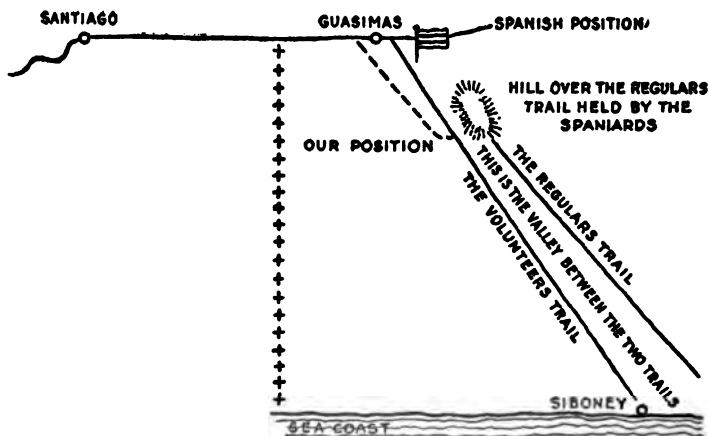 SANTIAGO
GUASIMAS
SPANISH POSITION
HILL OVER THE REGULARS
TRAIL HELD BY THE
SPANIARDS
OUR POSITION
THE REGULARS TRAIL
THIS IS THE VALLEY BETWEEN THE TWO TRAILS
THE VOLUNTEERS TRAIL
SIBONEY
SEA COAST